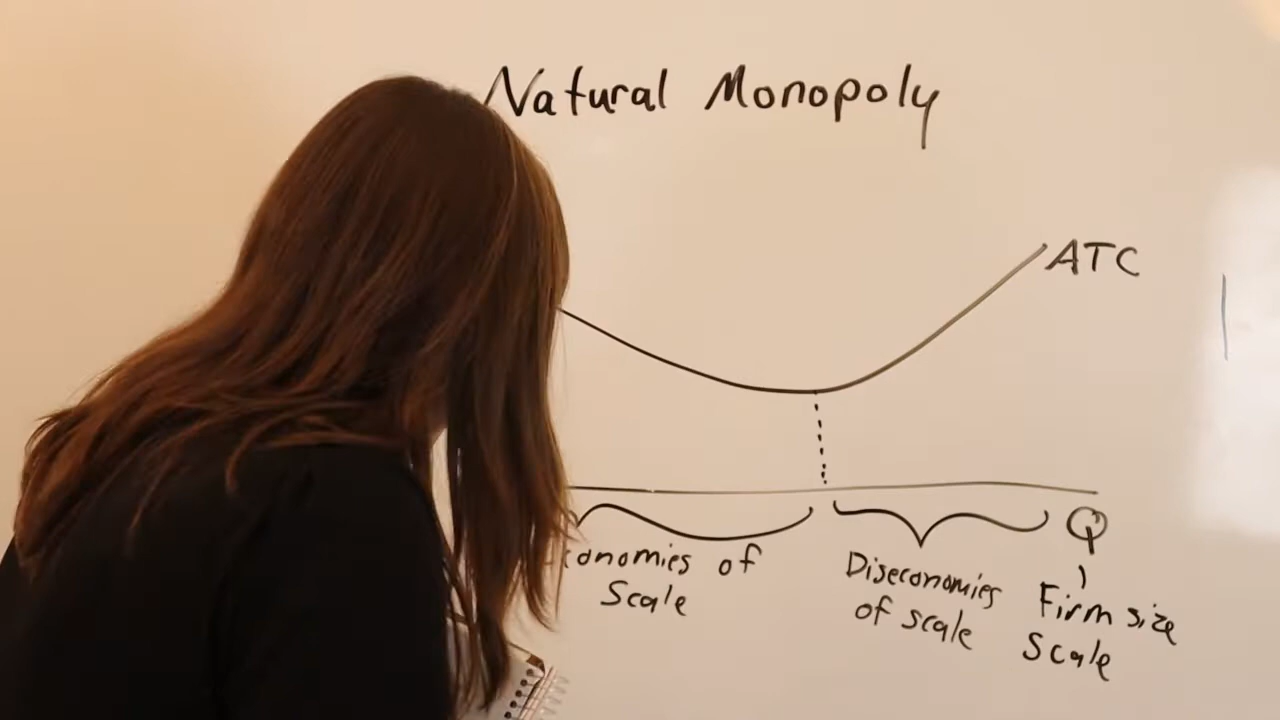 Natural Monopoly
ATC
Q
conomies of
Scale
Diseconomies
of scale
Firm size
Scale